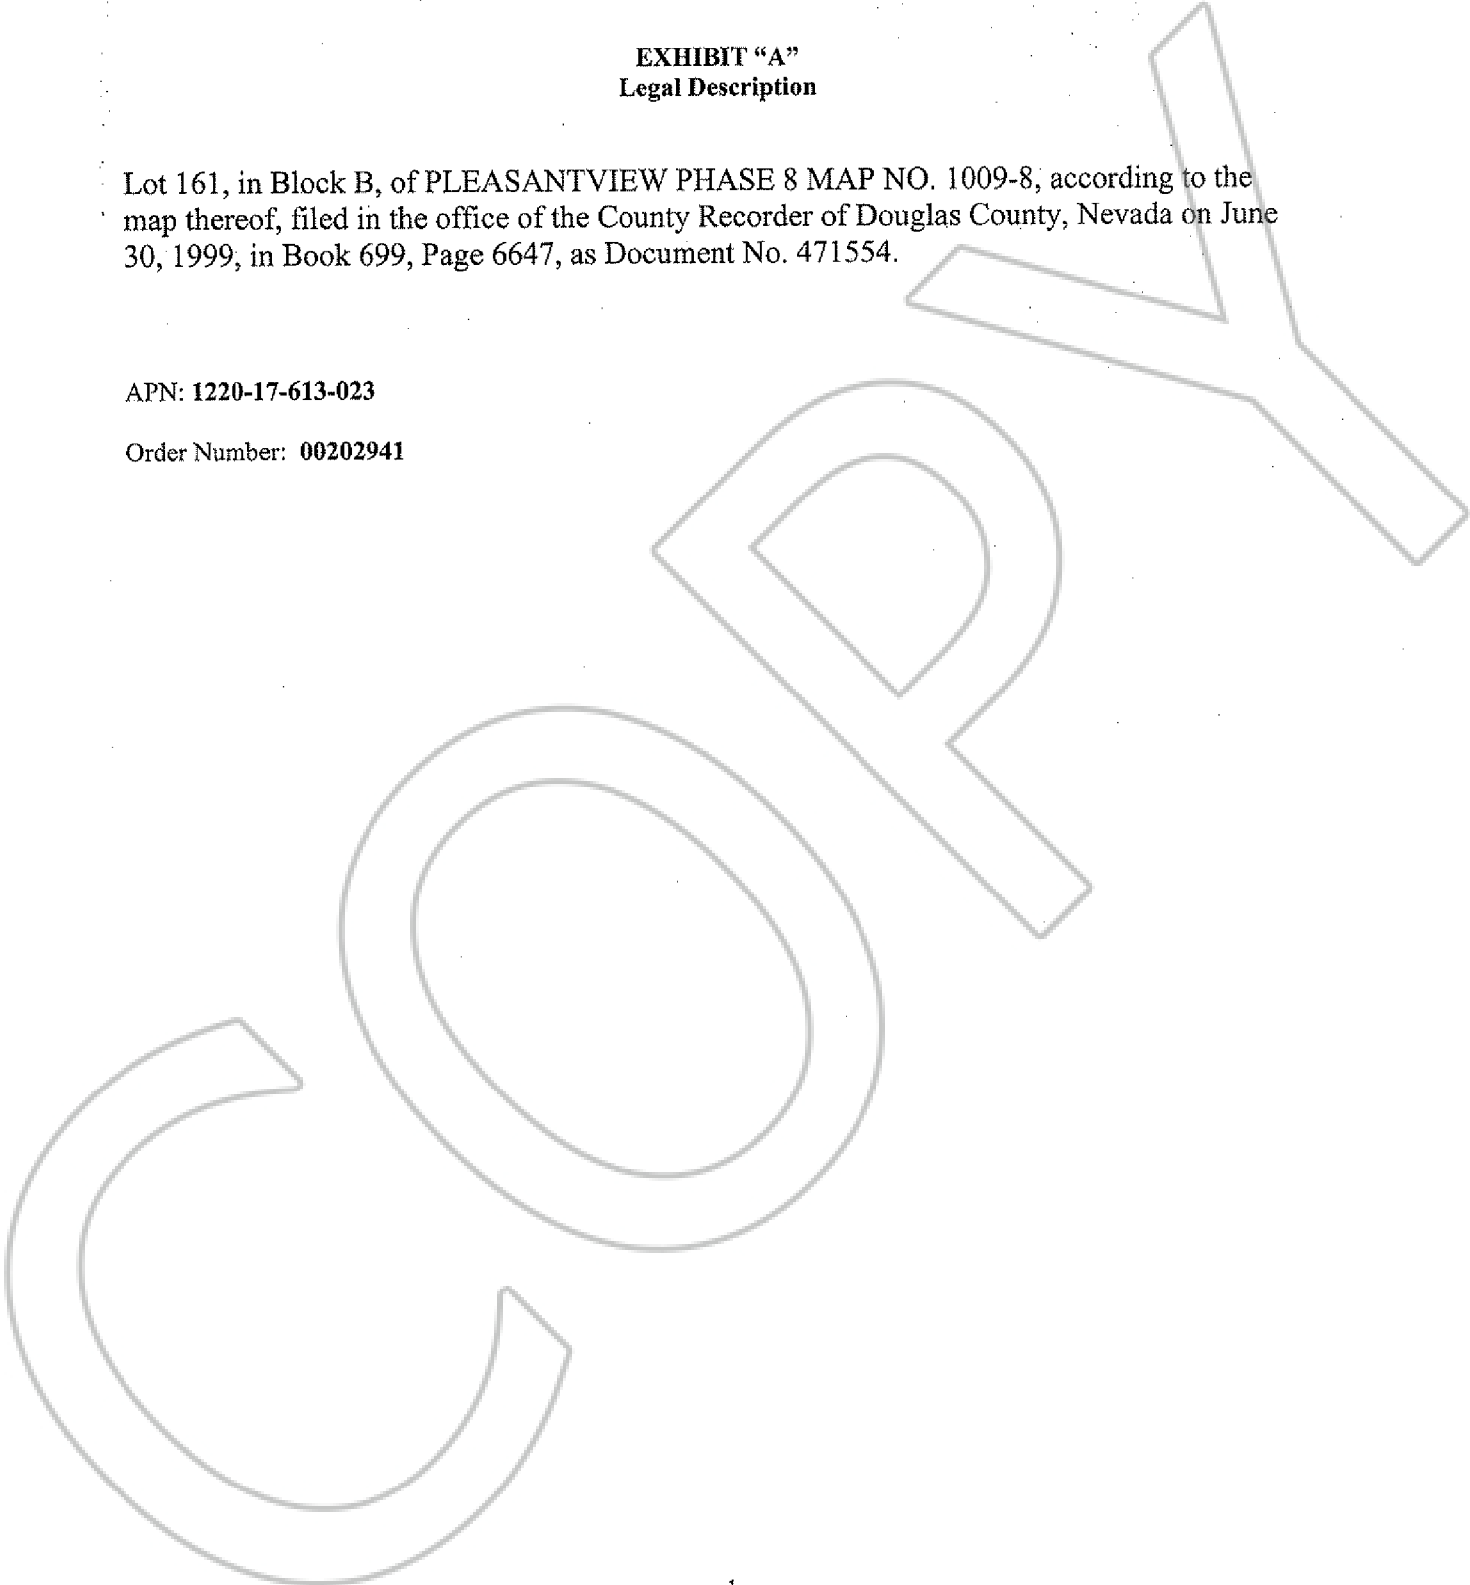 EXHIBIT “A”
Legal Description
Lot 161, in Block B, of PLEASANTVIEW PHASE 8 MAP NO. 1009-8, according to the
map thereof, filed in the office of the County Recorder of Douglas County, Nevada on June
30, 1999, in Book 699, Page 6647, as Document No. 471554.
APN: 1220-17-613-023
Order Number: 00202941
COPY